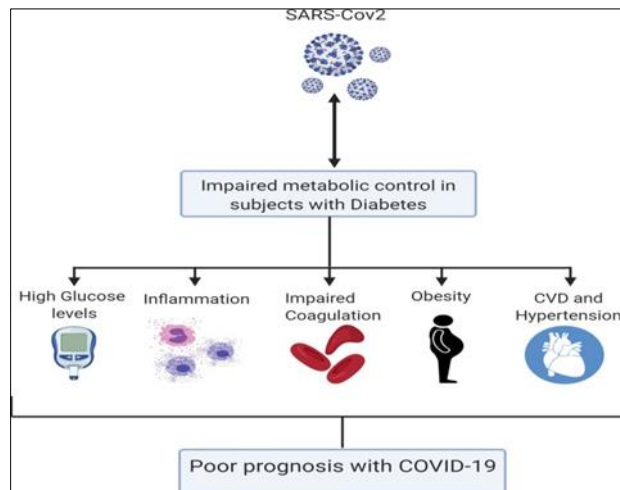 SARS-Cov2
Impaired metabolic control in
subjects with Diabetes
High Glucose
levels
Inflammation
Impaired
Coagulation
Obesity
CVD and
Hypertension
Poor prognosis with COVID-19